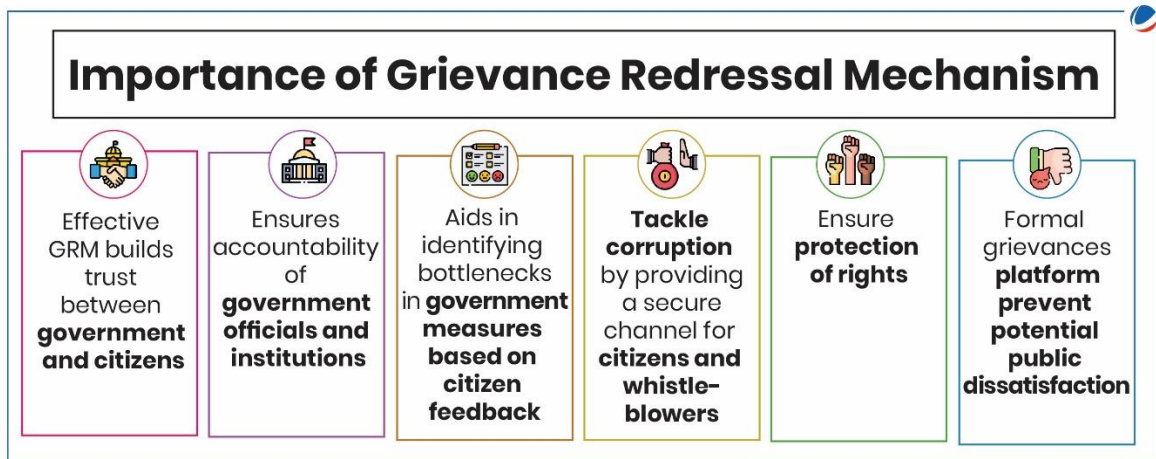 Importance of Grievance Redressal Mechanism
Effective
GRM builds
trust
between
government
and citizens
Ensures
accountability
of
government
officials and
institutions
Aids in
identifying
bottlenecks
in government
measures
based on
citizen
feedback
Tackle
corruption
by providing
a secure
channel for
citizens and
whistle-
blowers
Ensure
protection
of rights
Formal
grievances
platform
prevent
potential
public
dissatisfaction